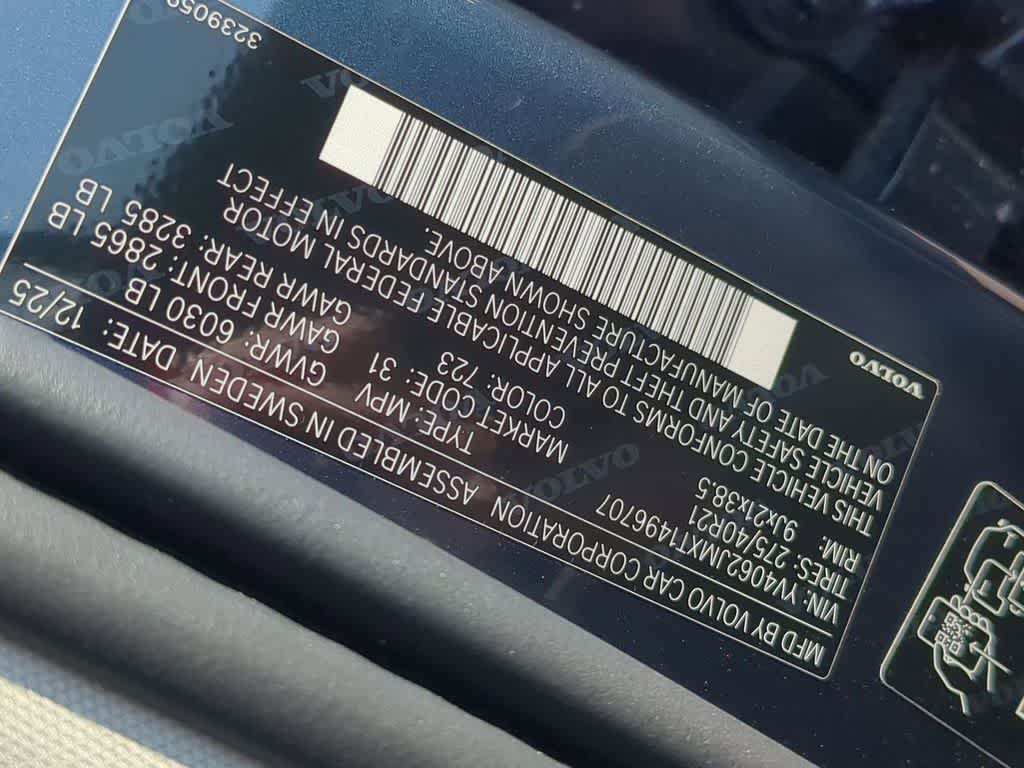 MFD BY VOLVO CAR CORPORATION ASSEMBLED IN SWEDEN DATE: 12/25
VIN: YV4062JMXT1496707 TYPE: MPV GWWR: 6030 LB
TIRES: 275/40R21 MARKET CODE: 31 GAWR FRONT: 2865 LB
RIM: 9Jx21x38.5 COLOR: 723 GAWR REAR: 3285 LB
THIS VEHICLE CONFORMS TO ALL APPLICABLE FEDERAL MOTOR
VEHICLE SAFETY AND THEFT PREVENTION STANDARDS IN EFFECT
ON THE DATE OF MANUFACTURE SHOWN ABOVE.
VOLVO